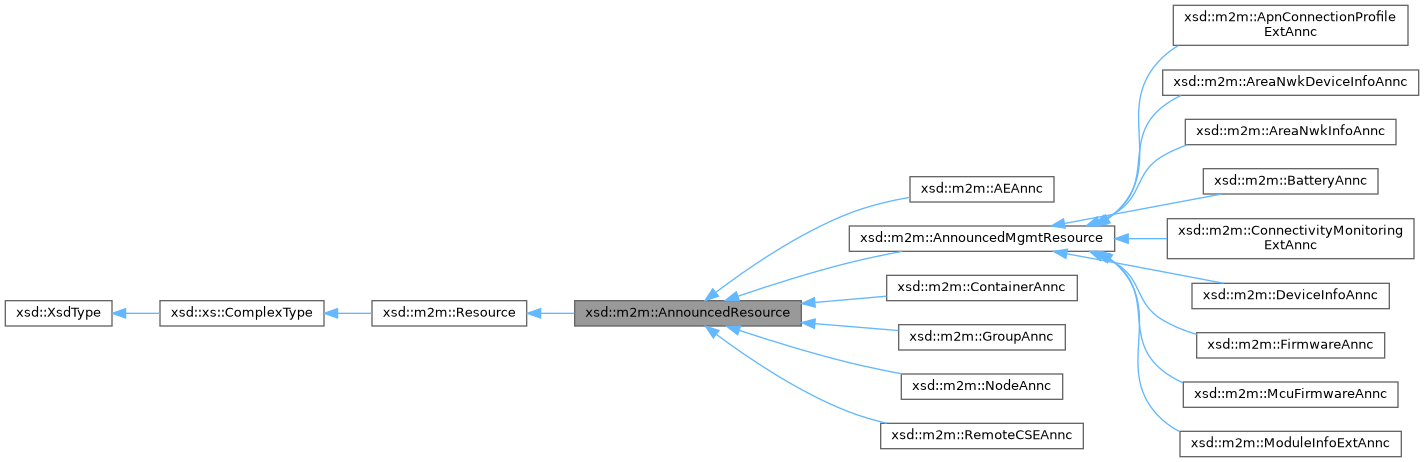 xsd::m2m::ApnConnectionProfile
ExtAnnc
xsd::m2m::AreaNwkDeviceInfoAnnc
xsd::m2m::AreaNwkInfoAnnc
xsd::m2m::BatteryAnnc
xsd::m2m::AEAnnc
xsd::m2m::AnnouncedMgmtResource
xsd::m2m::ConnectivityMonitoring
ExtAnnc
xsd::m2m::ContainerAnnc
xsd::m2m::DeviceInfoAnnc
xsd::XsdType
xsd::xs::ComplexType
xsd::m2m::Resource
xsd::m2m::AnnouncedResource
xsd::m2m::GroupAnnc
xsd::m2m::FirmwareAnnc
xsd::m2m::NodeAnnc
xsd::m2m::McuFirmwareAnnc
xsd::m2m::RemoteCSEAnnc
xsd::m2m::ModuleInfoExtAnnc